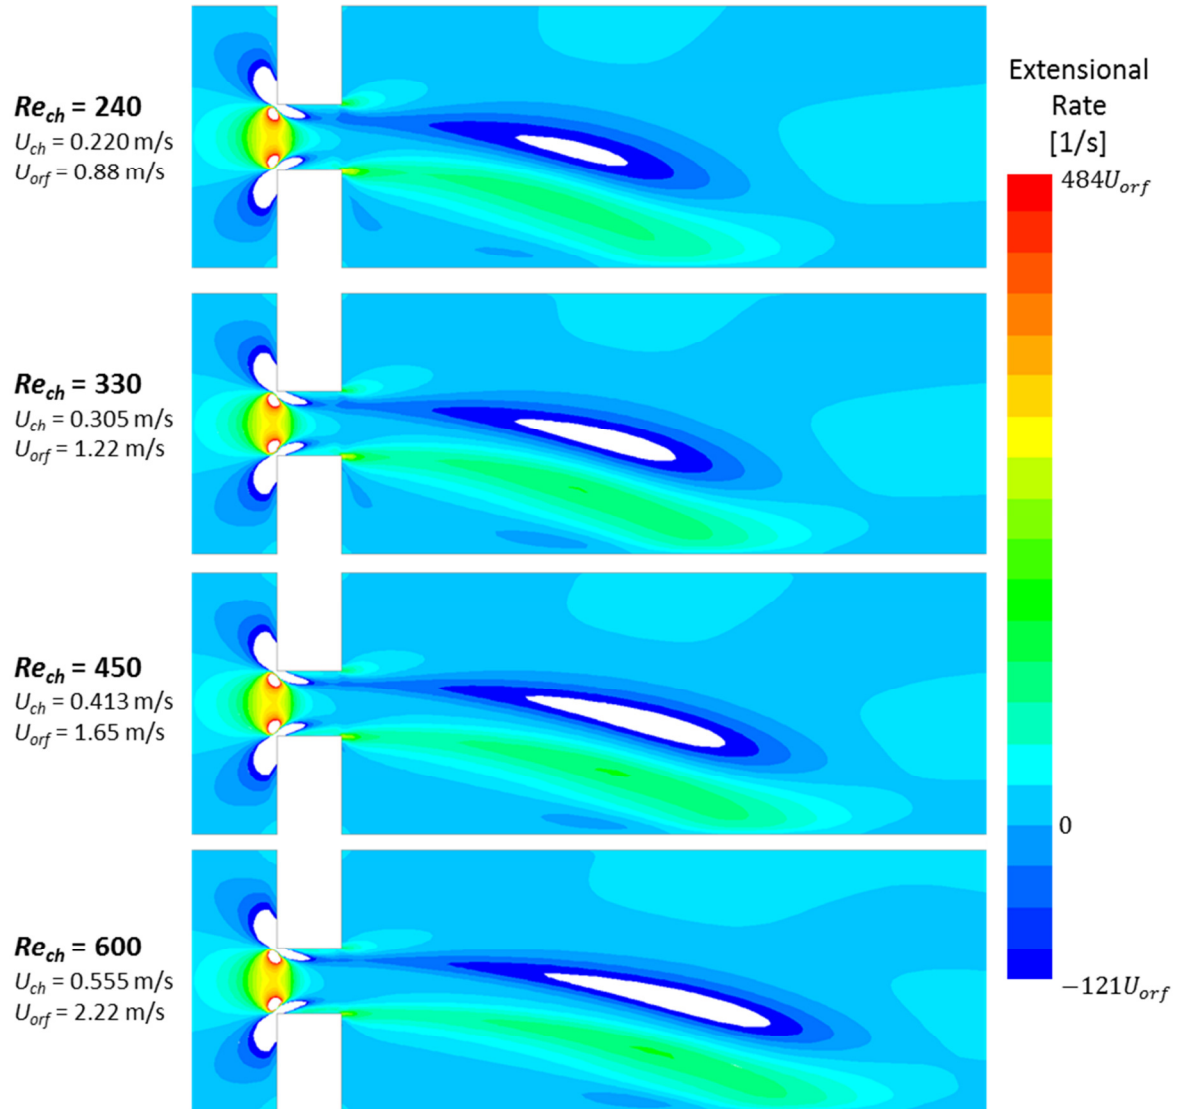 Re_ch = 240
U_ch = 0.220 m/s
U_orf = 0.88 m/s
Re_ch = 330
U_ch = 0.305 m/s
U_orf = 1.22 m/s
Re_ch = 450
U_ch = 0.413 m/s
U_orf = 1.65 m/s
Re_ch = 600
U_ch = 0.555 m/s
U_orf = 2.22 m/s
Extensional
Rate
[1/s]
484U_orf
0
−121U_orf